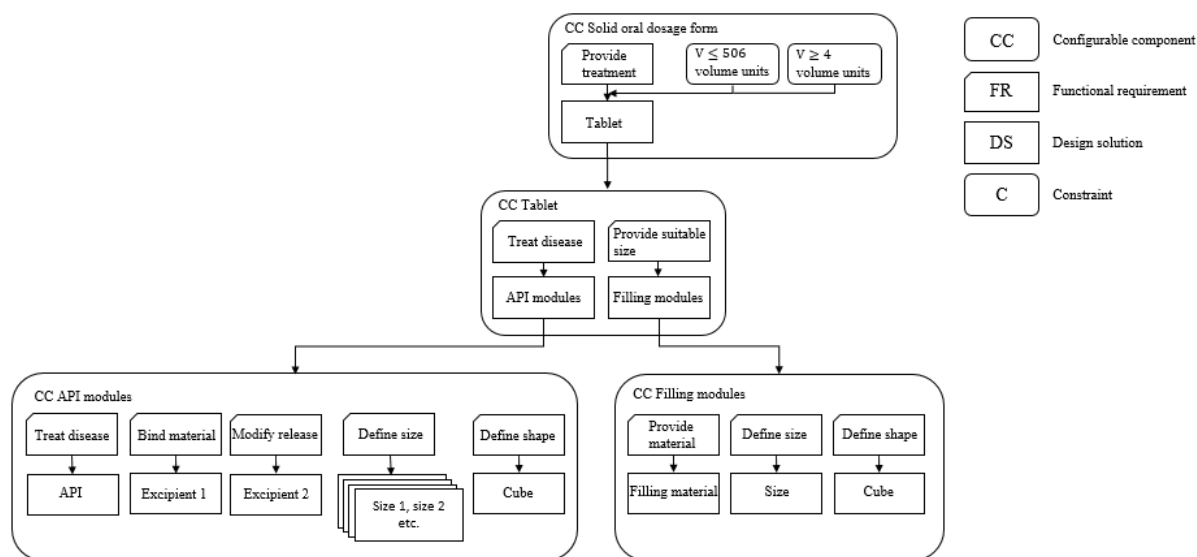 CC Solid oral dosage form
Provide
treatment
V ≤ 506
volume units
V ≥ 4
volume units
Tablet
CC
Configurable component
FR
Functional requirement
DS
Design solution
C
Constraint
CC Tablet
Treat disease
Provide suitable
size
API modules
Filling modules
CC API modules
Treat disease
Bind material
Modify release
Define size
Define shape
API
Excipient 1
Excipient 2
Size 1, size 2
etc.
Cube
CC Filling modules
Provide
material
Define size
Define shape
Filling material
Size
Cube